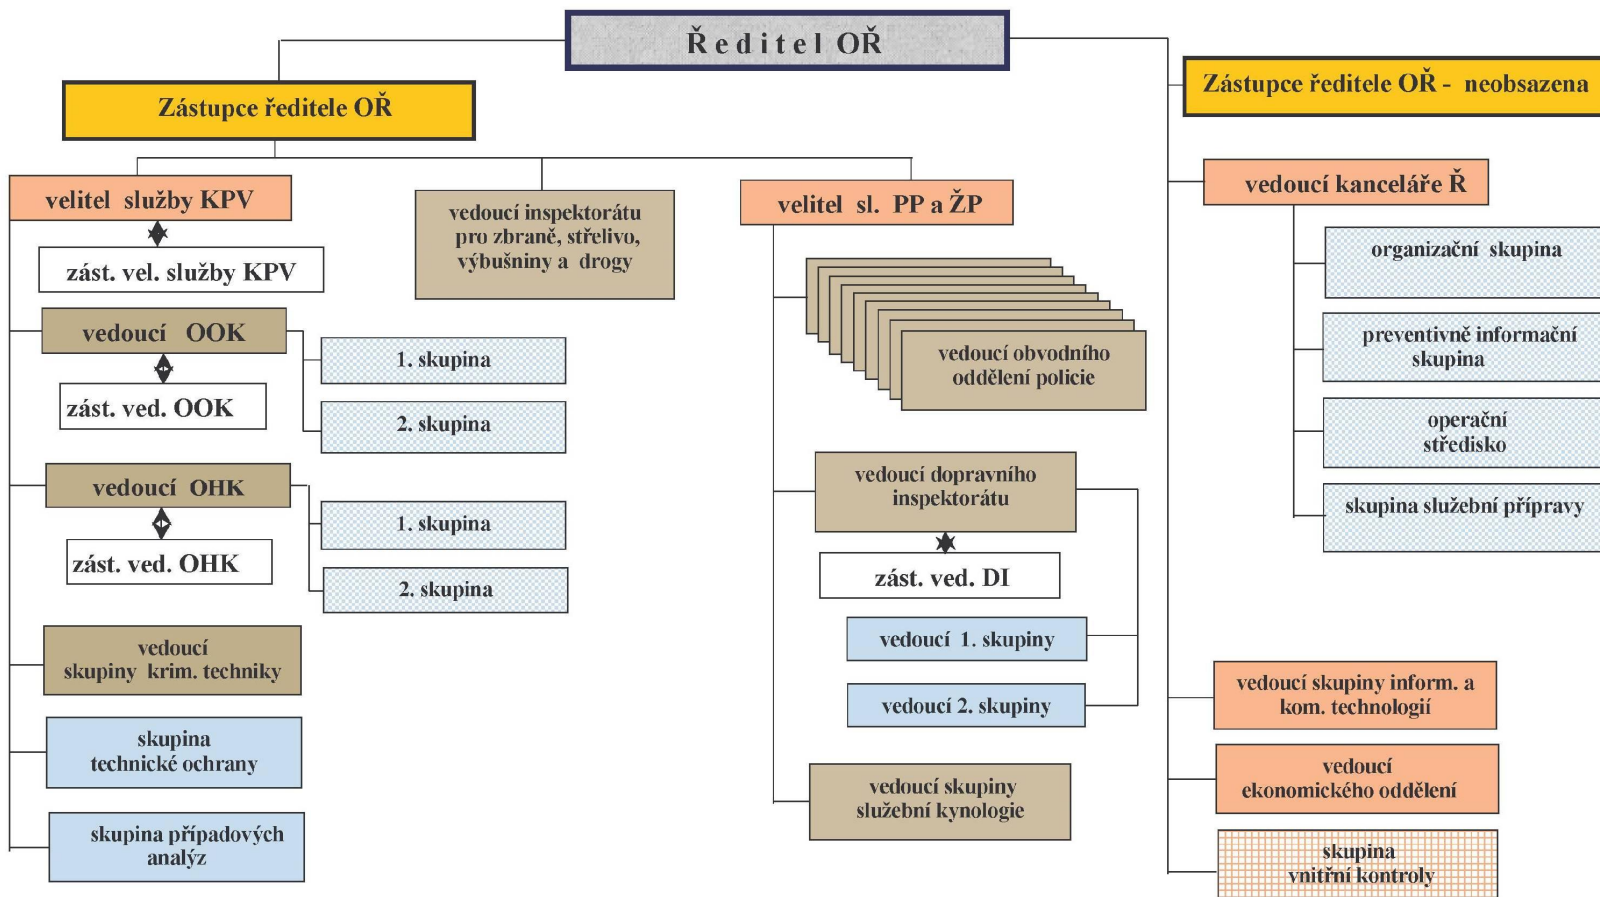 Ředitel OŘ
Zástupce ředitele OŘ
Zástupce ředitele OŘ - neobsazena
velitel služby KPV
zást. vel. služby KPV
vedoucí OOK
zást. ved. OOK
1. skupina
2. skupina
vedoucí OHK
zást. ved. OHK
1. skupina
2. skupina
vedoucí
skupiny krim. techniky
skupina
technické ochrany
skupina případových
analýz
vedoucí inspektorátu
pro zbraně, střelivo,
výbušniny a drogy
velitel sl. PP a ŽP
vedoucí obvodního
oddělení policie
vedoucí dopravního
inspektorátu
zást. ved. DI
vedoucí 1. skupiny
vedoucí 2. skupiny
vedoucí skupiny
služební kynologie
vedoucí kanceláře Ř
organizační skupina
preventivně informační
skupina
operační
středisko
skupina služební přípravy
vedoucí skupiny inform. a
kom. technologií
vedoucí
ekonomického oddělení
skupina
vnitřní kontroly